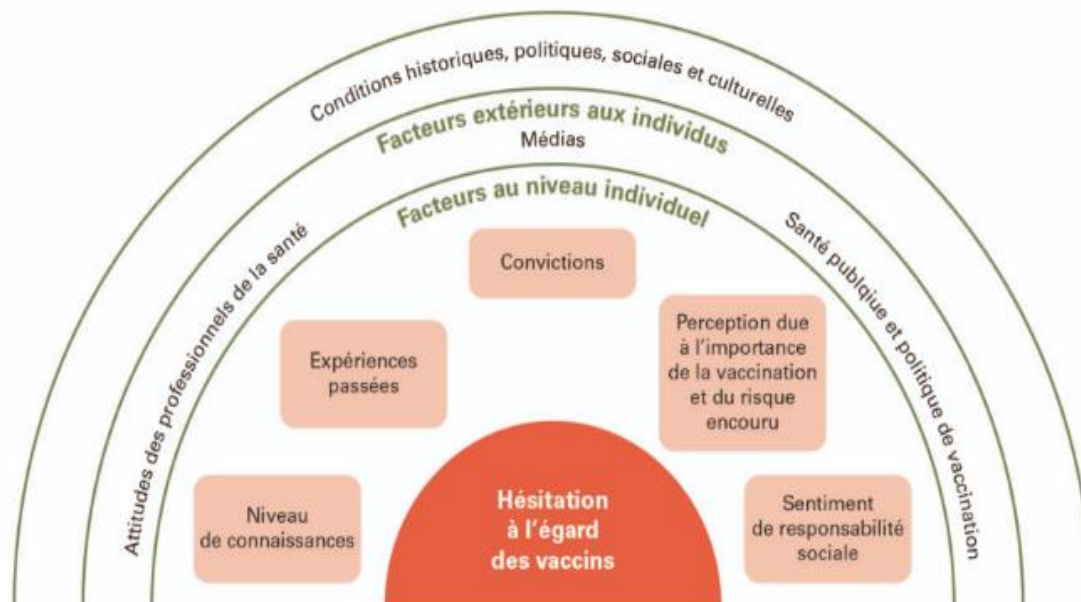 Conditions historiques, politiques, sociales et culturelles
Facteurs extérieurs aux individus
Médias
Attitudes des professionnels de la santé
Santé publqiue et politique de vaccination
Facteurs au niveau individuel
Convictions
Expériences
passées
Perception due
à l'importance
de la vaccination
et du risque
encouru
Niveau
de connaissances
Sentiment
de responsabilité
sociale
Hésitation
à l'égard
des vaccins